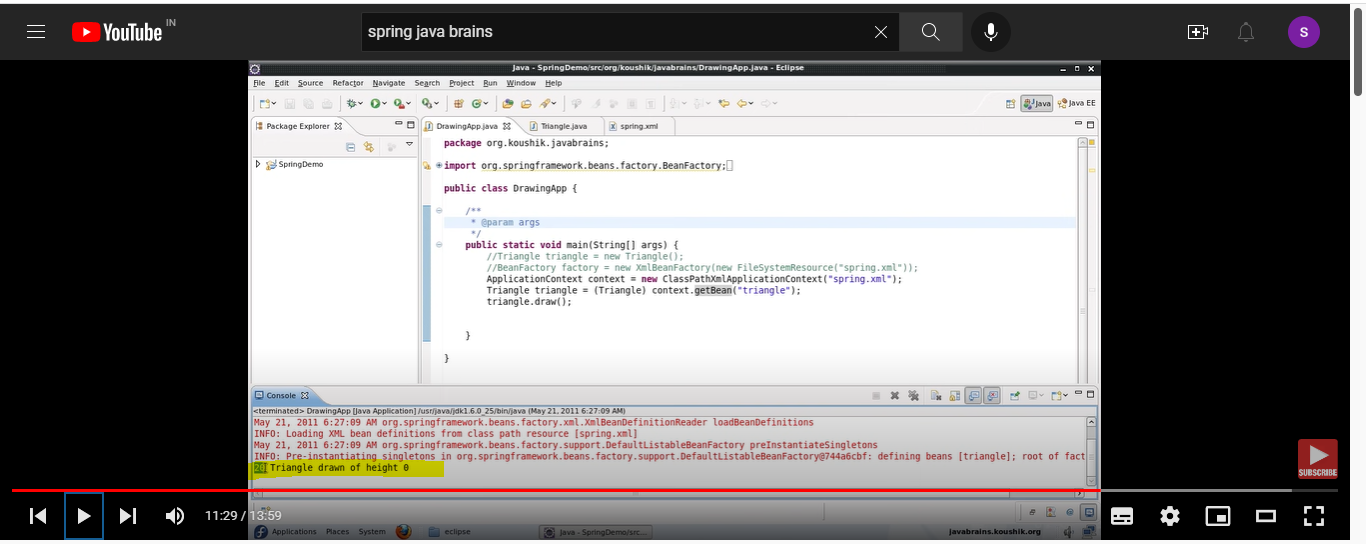 YouTube IN
spring java brains
S
Java - SpringDemo/src/org/koushik/javabrains/DrawingApp.java - Eclipse
File Edit Source Refactor Navigate Search Project Run Window Help
Java Java EE
Package Explorer
DrawingApp.java Triangle.java spring.xml
SpringDemo
package org.koushik.javabrains;
import org.springframework.beans.factory.BeanFactory;
public class DrawingApp {
/**
* @param args
*/
public static void main(String[] args) {
//Triangle triangle = new Triangle();
//BeanFactory factory = new XmlBeanFactory(new FileSystemResource("spring.xml"));
ApplicationContext context = new ClassPathXmlApplicationContext("spring.xml");
Triangle triangle = (Triangle) context.getBean("triangle");
triangle.draw();
}
}
Console
<terminated> DrawingApp [Java Application] /usr/java/jdk1.6.0_25/bin/java (May 21, 2011 6:27:09 AM)
May 21, 2011 6:27:09 AM org.springframework.beans.factory.xml.XmlBeanDefinitionReader loadBeanDefinitions
INFO: Loading XML bean definitions from class path resource [spring.xml]
May 21, 2011 6:27:09 AM org.springframework.beans.factory.support.DefaultListableBeanFactory preInstantiateSingletons
INFO: Pre-instantiating singletons in org.springframework.beans.factory.support.DefaultListableBeanFactory@744a6cbf: defining beans [triangle]; root of fact
20 Triangle drawn of height 0
SUBSCRIBE
11:29 / 13:59
Applications Places System eclipse Java - SpringDemo/src... javabrains.koushik.org